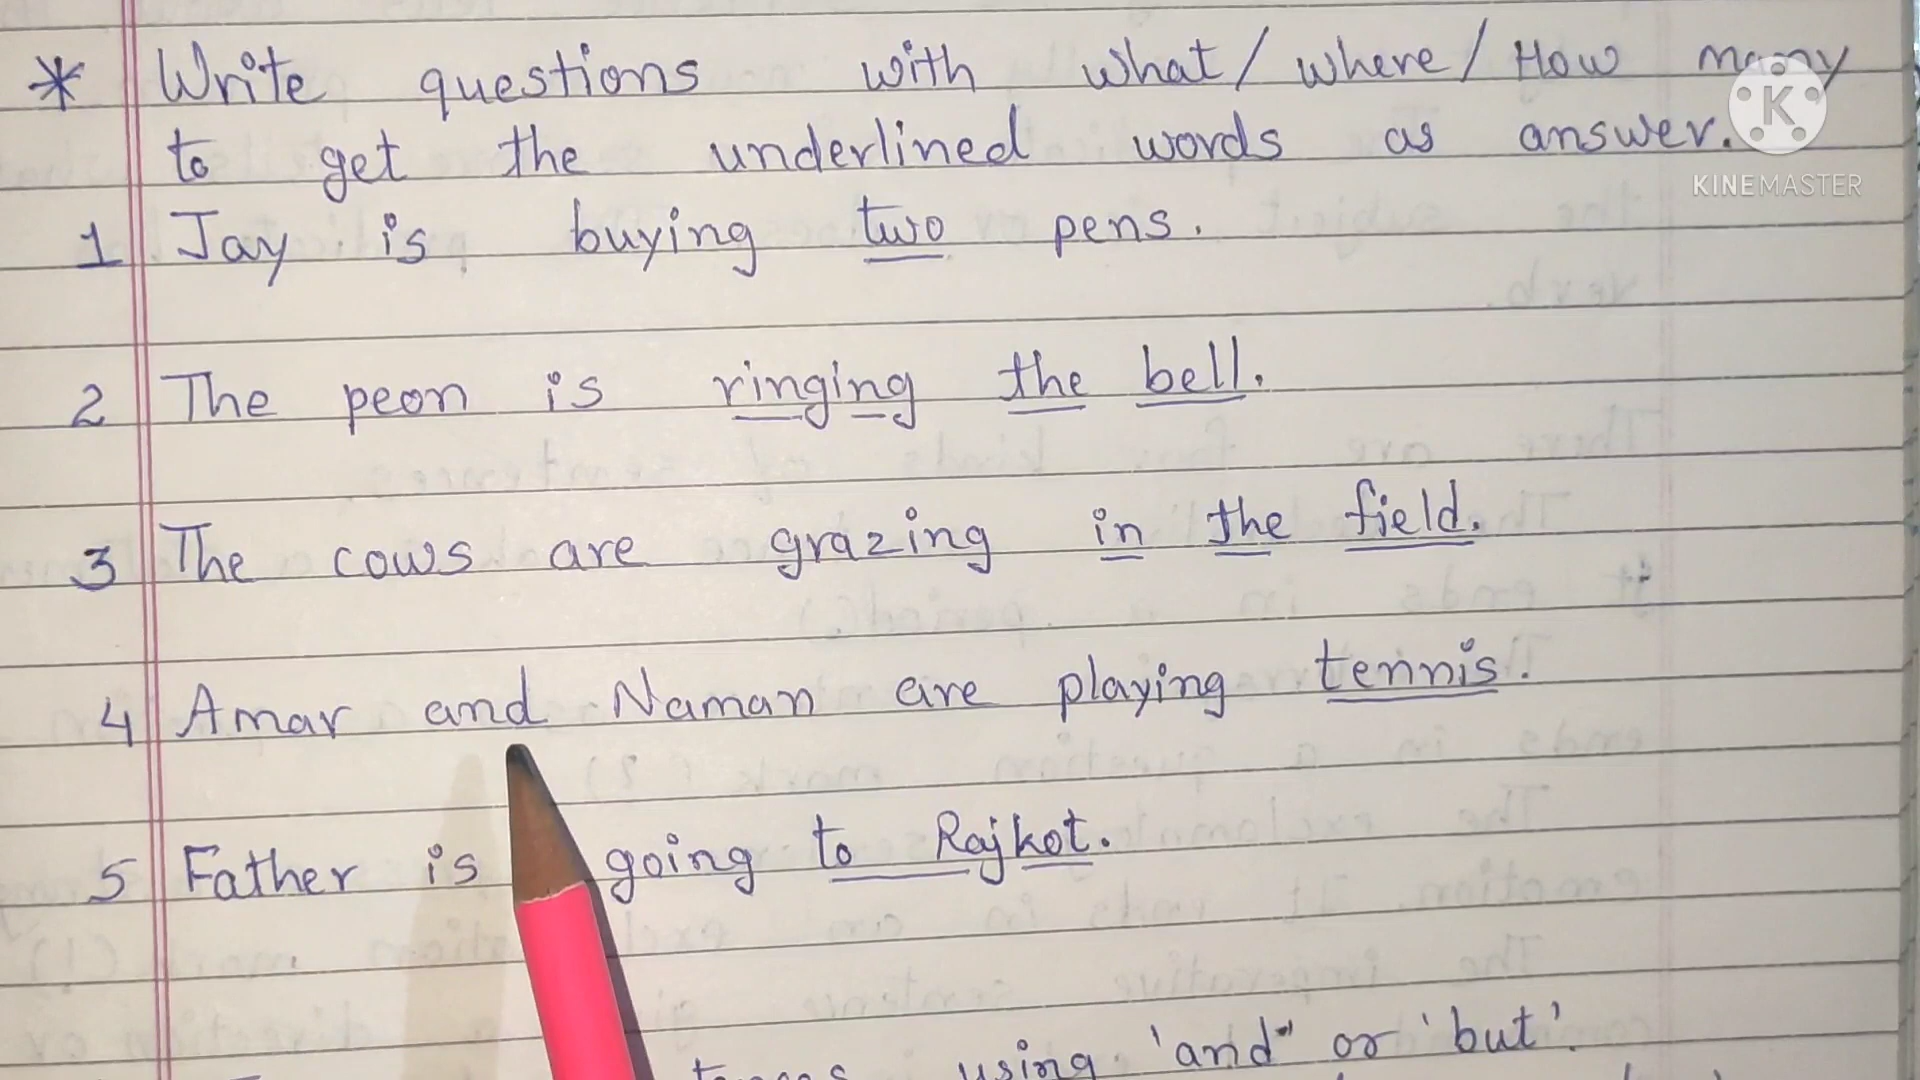 * Write questions with what / where / How many
to get the underlined words as answer.
KINEMASTER
1 Jay is buying two pens.
2 The peon is ringing the bell.
3 The cows are grazing in the field.
4 Amar and Naman are playing tennis.
5 Father is going to Rajkot.
using 'and" or 'but'.